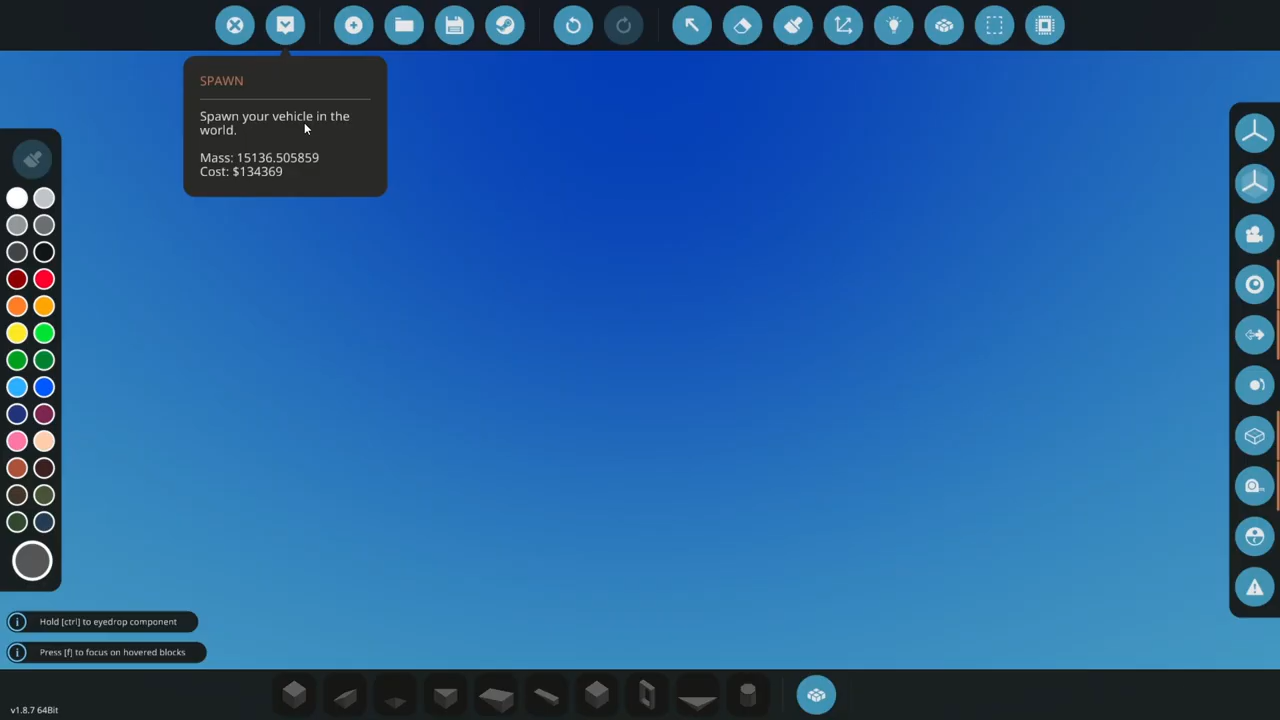 SPAWN
Spawn your vehicle in the
world.
Mass: 15136.505859
Cost: $134369
Hold [ctrl] to eyedrop component
Press [f] to focus on hovered blocks
v1.8.7 64Bit